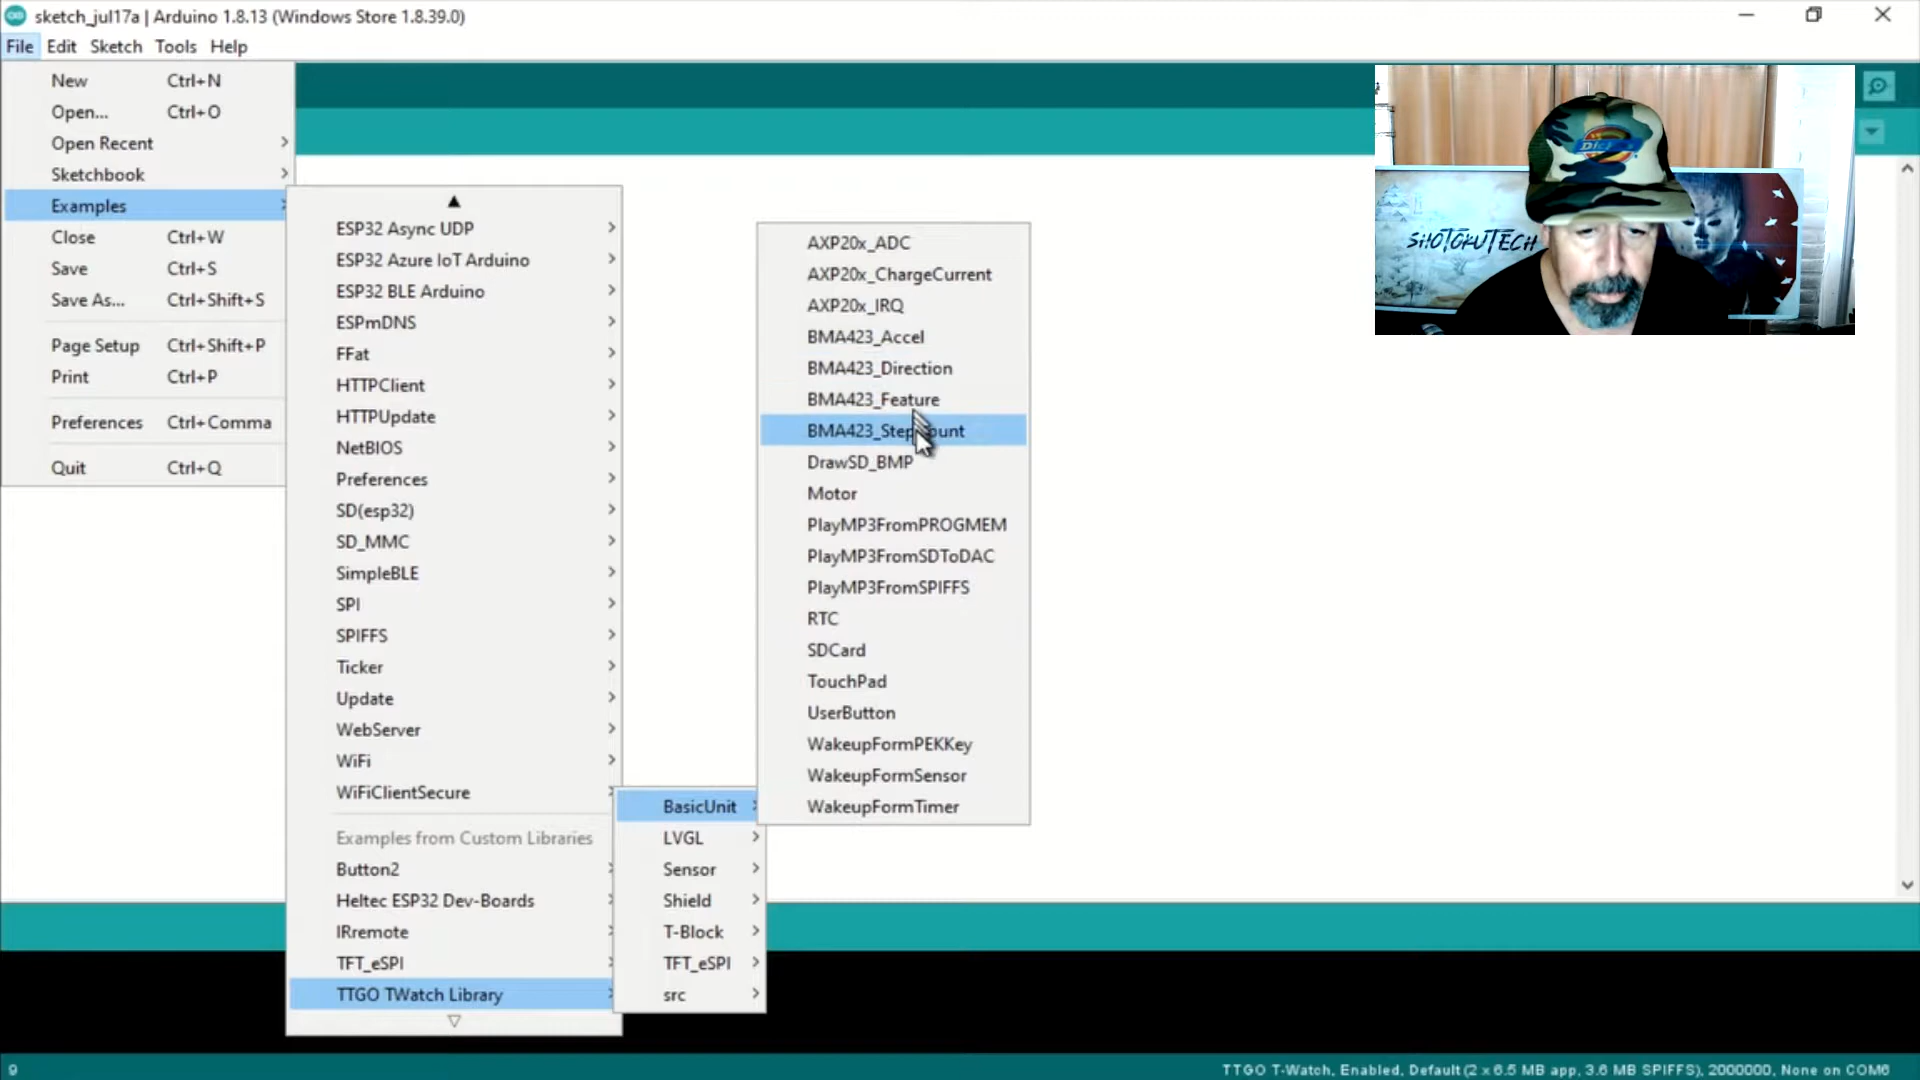 sketch_jul17a | Arduino 1.8.13 (Windows Store 1.8.39.0)
File Edit Sketch Tools Help
New Ctrl+N
Open... Ctrl+O
Open Recent
Sketchbook
Examples
Close Ctrl+W
Save Ctrl+S
Save As... Ctrl+Shift+S
Page Setup Ctrl+Shift+P
Print Ctrl+P
Preferences Ctrl+Comma
Quit Ctrl+Q
ESP32 Async UDP
ESP32 Azure IoT Arduino
ESP32 BLE Arduino
ESPmDNS
FFat
HTTPClient
HTTPUpdate
NetBIOS
Preferences
SD(esp32)
SD_MMC
SimpleBLE
SPI
SPIFFS
Ticker
Update
WebServer
WiFi
WiFiClientSecure
Examples from Custom Libraries
Button2
Heltec ESP32 Dev-Boards
IRremote
TFT_eSPI
TTGO TWatch Library
BasicUnit
LVGL
Sensor
Shield
T-Block
TFT_eSPI
src
AXP20x_ADC
AXP20x_ChargeCurrent
AXP20x_IRQ
BMA423_Accel
BMA423_Direction
BMA423_Feature
BMA423_StepCount
DrawSD_BMP
Motor
PlayMP3FromPROGMEM
PlayMP3FromSDToDAC
PlayMP3FromSPIFFS
RTC
SDCard
TouchPad
UserButton
WakeupFormPEKKey
WakeupFormSensor
WakeupFormTimer
SHOTOKUTECH
9
TTGO T-Watch, Enabled, Default (2 x 6.5 MB app, 3.6 MB SPIFFS), 2000000, None on COM6